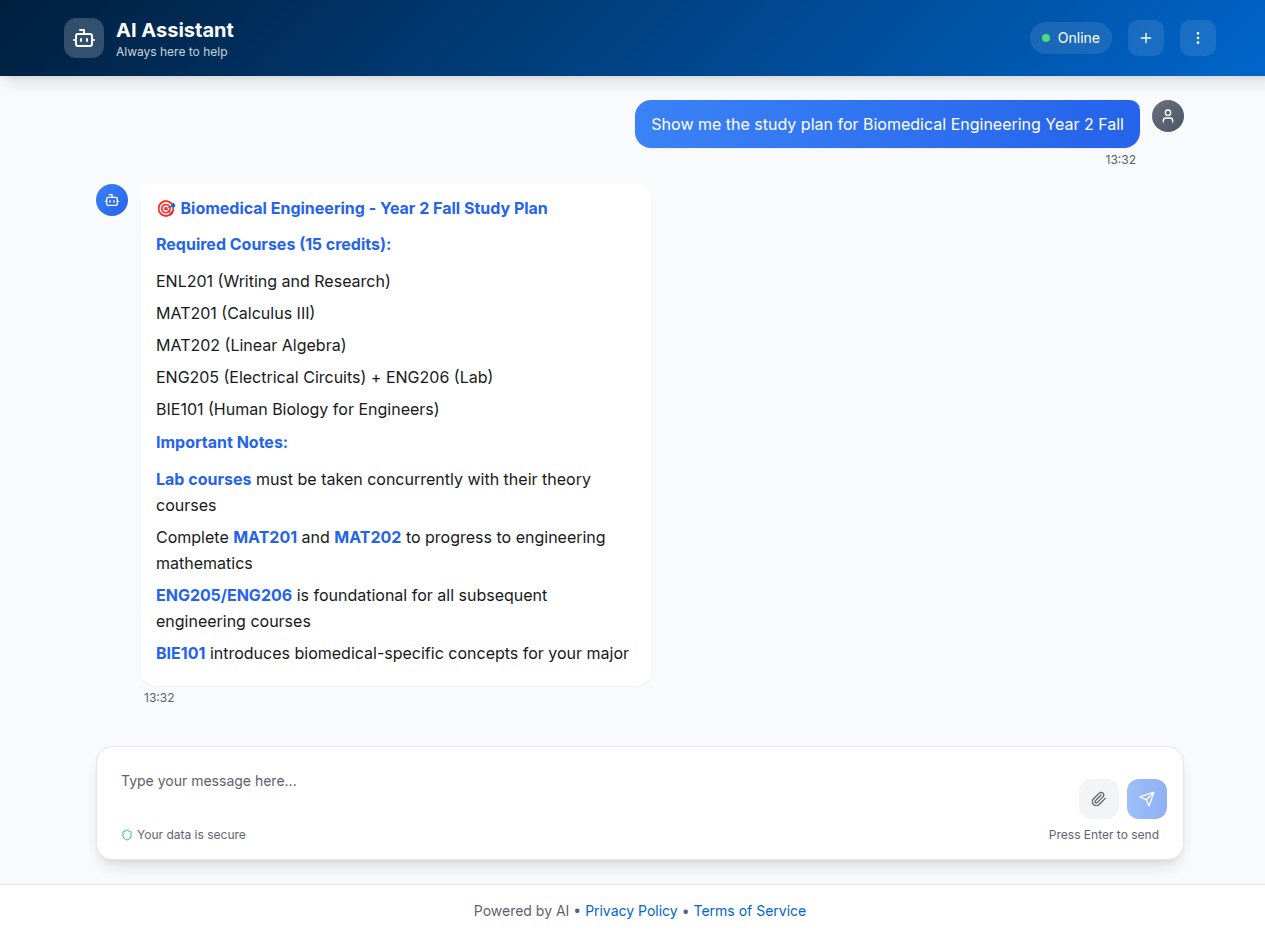 AI Assistant
Always here to help
Online
Show me the study plan for Biomedical Engineering Year 2 Fall
13:32
🎯 Biomedical Engineering - Year 2 Fall Study Plan
Required Courses (15 credits):
ENL201 (Writing and Research)
MAT201 (Calculus III)
MAT202 (Linear Algebra)
ENG205 (Electrical Circuits) + ENG206 (Lab)
BIE101 (Human Biology for Engineers)
Important Notes:
Lab courses must be taken concurrently with their theory
courses
Complete MAT201 and MAT202 to progress to engineering
mathematics
ENG205/ENG206 is foundational for all subsequent
engineering courses
BIE101 introduces biomedical-specific concepts for your major
13:32
Type your message here...
Your data is secure
Press Enter to send
Powered by AI • Privacy Policy • Terms of Service